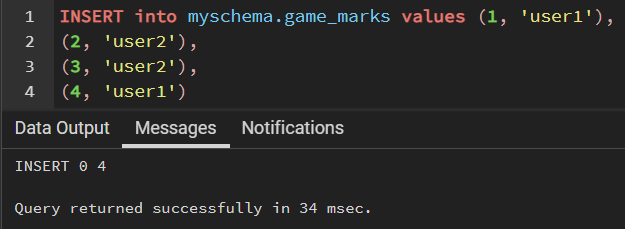 1 INSERT into myschema.game_marks values (1, 'user1'),
2 (2, 'user2'),
3 (3, 'user2'),
4 (4, 'user1')
Data Output Messages Notifications
INSERT 0 4
Query returned successfully in 34 msec.